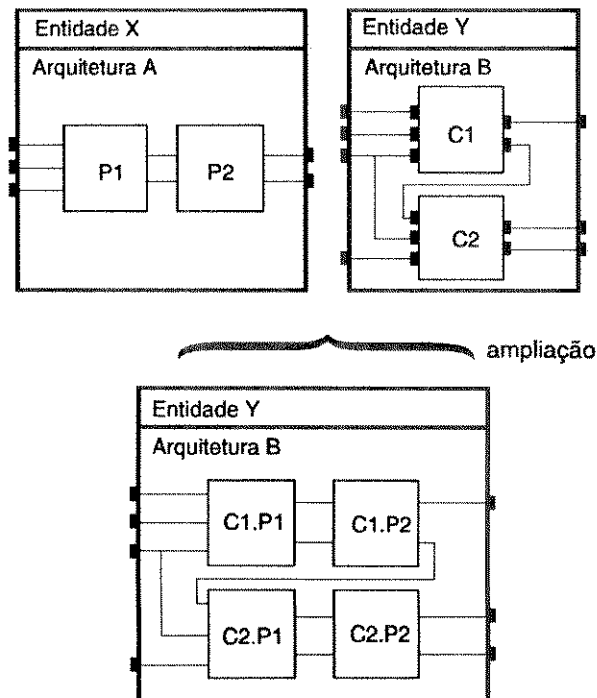 Entidade X
Arquitetura A
P1
P2
Entidade Y
Arquitetura B
C1
C2
ampliação
Entidade Y
Arquitetura B
C1.P1
C1.P2
C2.P1
C2.P2